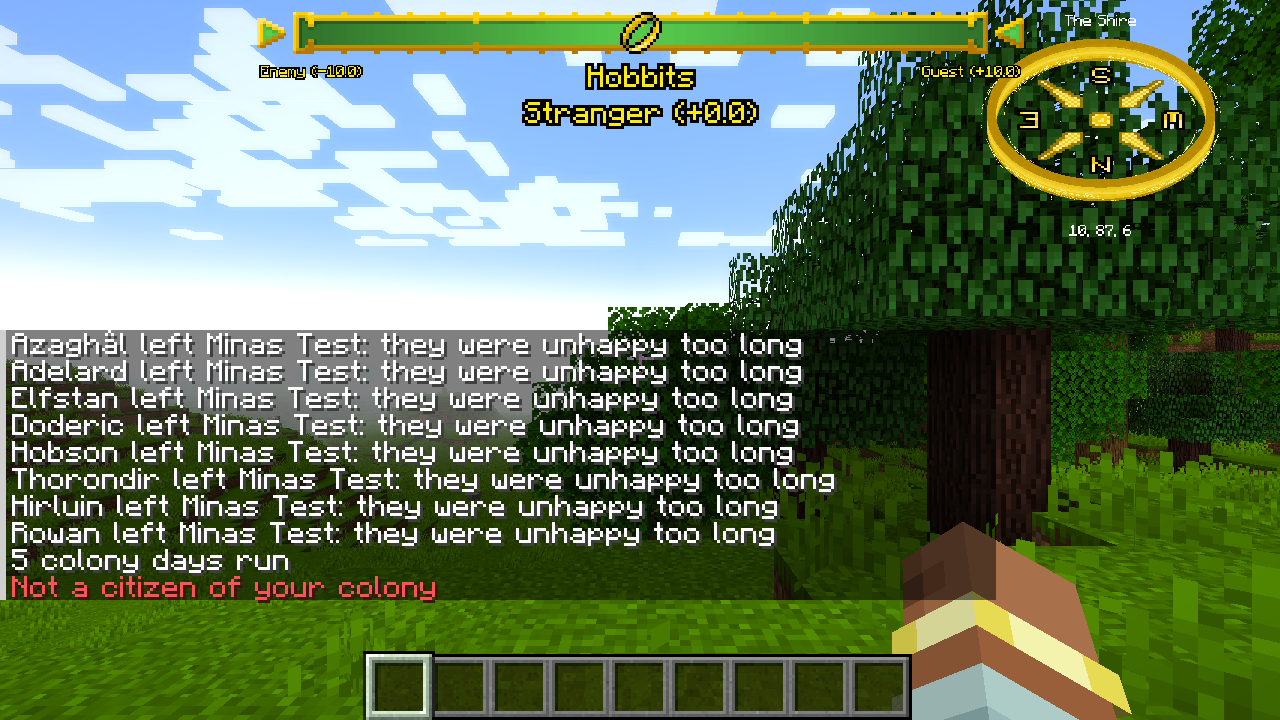 The Shire
Enemy (-10.0)
Guest (+10.0)
Hobbits
Stranger (+0.0)
S
E
W
N
10, 87, 6
Azaghâl left Minas Test: they were unhappy too long
Adelard left Minas Test: they were unhappy too long
Elfstan left Minas Test: they were unhappy too long
Doderic left Minas Test: they were unhappy too long
Hobson left Minas Test: they were unhappy too long
Thorondir left Minas Test: they were unhappy too long
Hirluin left Minas Test: they were unhappy too long
Rowan left Minas Test: they were unhappy too long
5 colony days run
Not a citizen of your colony